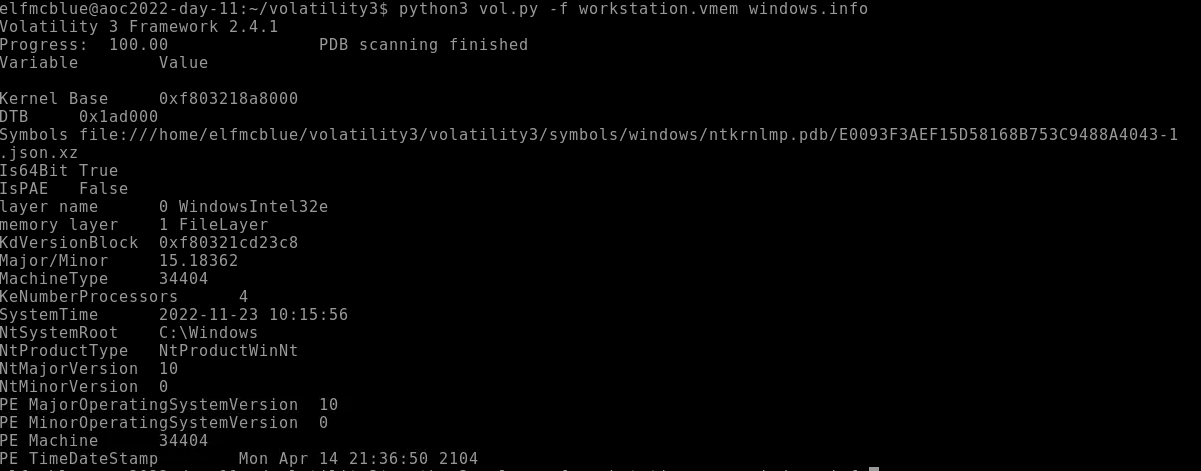 elfmcblue@aoc2022-day-11:~/volatility3$ python3 vol.py -f workstation.vmem windows.info
Volatility 3 Framework 2.4.1
Progress:  100.00               PDB scanning finished
Variable        Value
Kernel Base     0xf803218a8000
DTB     0x1ad000
Symbols file:///home/elfmcblue/volatility3/volatility3/symbols/windows/ntkrnlmp.pdb/E0093F3AEF15D58168B753C9488A4043-1
.json.xz
Is64Bit True
IsPAE   False
layer name      0 WindowsIntel32e
memory layer    1 FileLayer
KdVersionBlock  0xf80321cd23c8
Major/Minor     15.18362
MachineType     34404
KeNumberProcessors      4
SystemTime      2022-11-23 10:15:56
NtSystemRoot    C:\Windows
NtProductType   NtProductWinNt
NtMajorVersion  10
NtMinorVersion  0
PE MajorOperatingSystemVersion  10
PE MinorOperatingSystemVersion  0
PE Machine      34404
PE TimeDateStamp        Mon Apr 14 21:36:50 2104